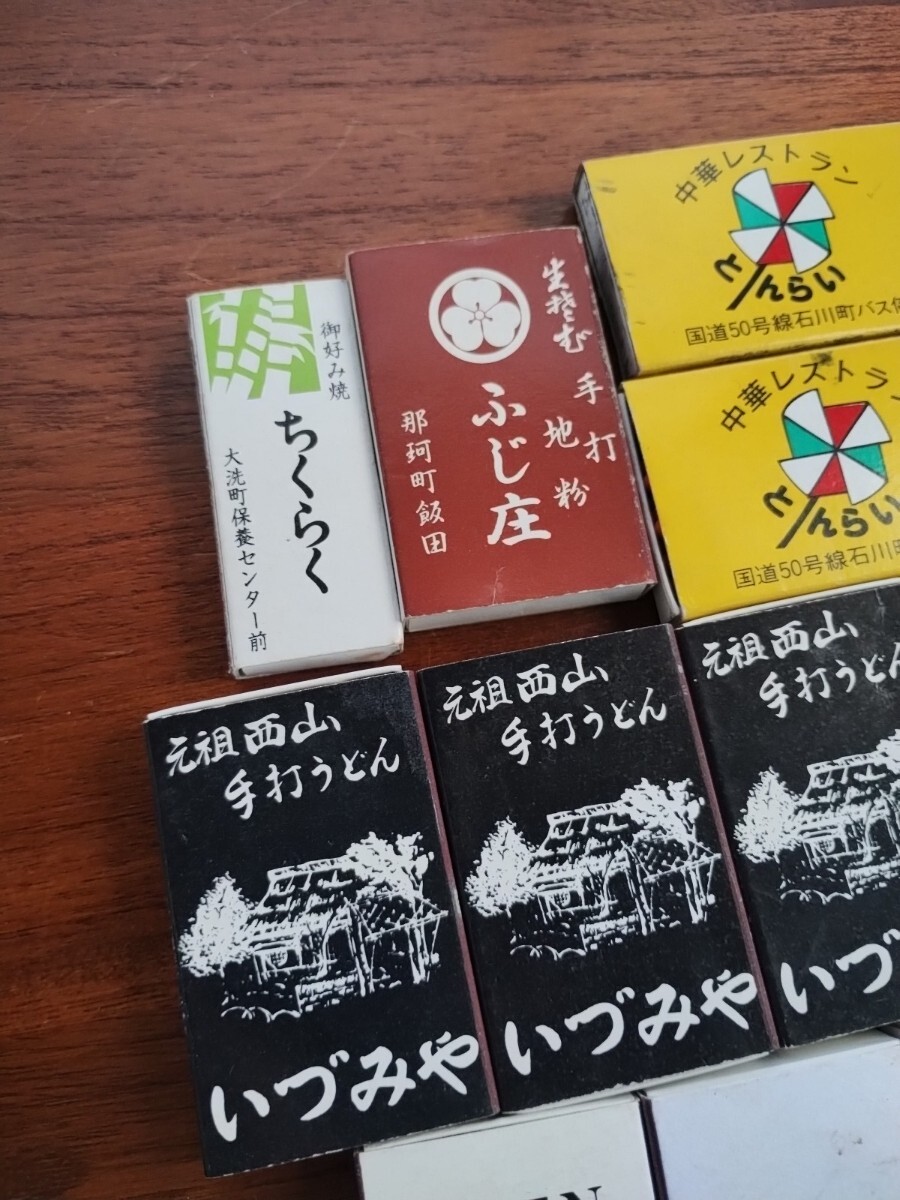 御好み焼
ちくらく
大洗町保養センター前
生そば
手打
地粉
ふじ庄
那珂町飯田
中華レストラン
とんらい
国道50号線石川町バス
中華レストラン
とんらい
国道50号線石川町
元祖西山
手打うどん
いづみや
元祖西山
手打うどん
いづみや
元祖西山
手打うどん
いづ